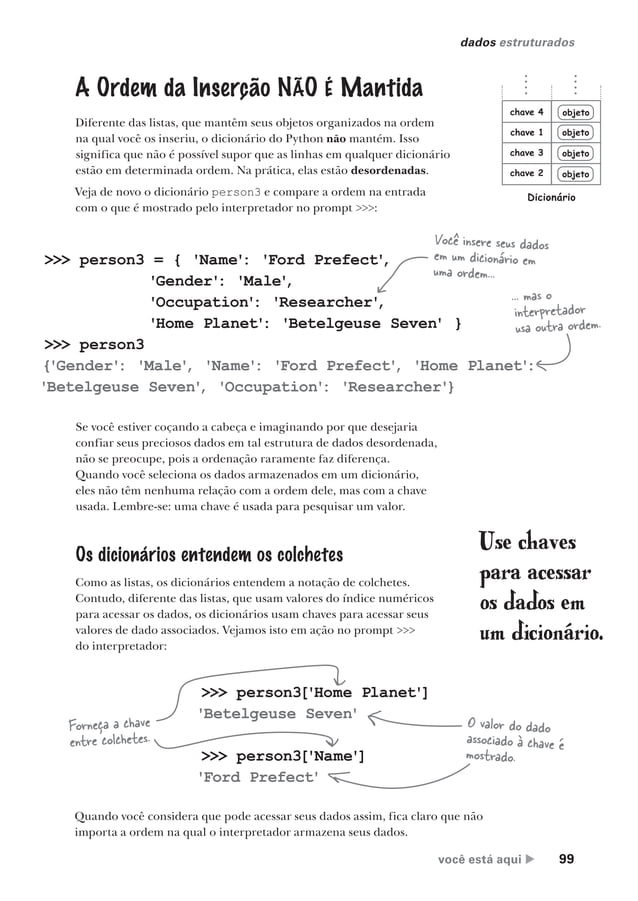 dados estruturados
A Ordem da Inserção NÃO É Mantida
Diferente das listas, que mantêm seus objetos organizados na ordem
na qual você os inseriu, o dicionário do Python não mantém. Isso
significa que não é possível supor que as linhas em qualquer dicionário
estão em determinada ordem. Na prática, elas estão desordenadas.
Veja de novo o dicionário person3 e compare a ordem na entrada
com o que é mostrado pelo interpretador no prompt >>>:
chave 4 objeto
chave 1 objeto
chave 3 objeto
chave 2 objeto
Dicionário
>>> person3 = { 'Name': 'Ford Prefect',
'Gender': 'Male',
'Occupation': 'Researcher',
'Home Planet': 'Betelgeuse Seven' }
Você insere seus dados
em um dicionário em
uma ordem...
... mas o
interpretador
usa outra ordem.
>>> person3
{'Gender': 'Male', 'Name': 'Ford Prefect', 'Home Planet':
'Betelgeuse Seven', 'Occupation': 'Researcher'}
Se você estiver coçando a cabeça e imaginando por que desejaria
confiar seus preciosos dados em tal estrutura de dados desordenada,
não se preocupe, pois a ordenação raramente faz diferença.
Quando você seleciona os dados armazenados em um dicionário,
eles não têm nenhuma relação com a ordem dele, mas com a chave
usada. Lembre-se: uma chave é usada para pesquisar um valor.
Os dicionários entendem os colchetes
Como as listas, os dicionários entendem a notação de colchetes.
Contudo, diferente das listas, que usam valores do índice numéricos
para acessar os dados, os dicionários usam chaves para acessar seus
valores de dado associados. Vejamos isto em ação no prompt >>>
do interpretador:
Use chaves
para acessar
os dados em
um dicionário.
>>> person3['Home Planet']
'Betelgeuse Seven'
Forneça a chave
entre colchetes.
>>> person3['Name']
'Ford Prefect'
O valor do dado
associado à chave é
mostrado.
Quando você considera que pode acessar seus dados assim, fica claro que não
importa a ordem na qual o interpretador armazena seus dados.
você está aqui 99